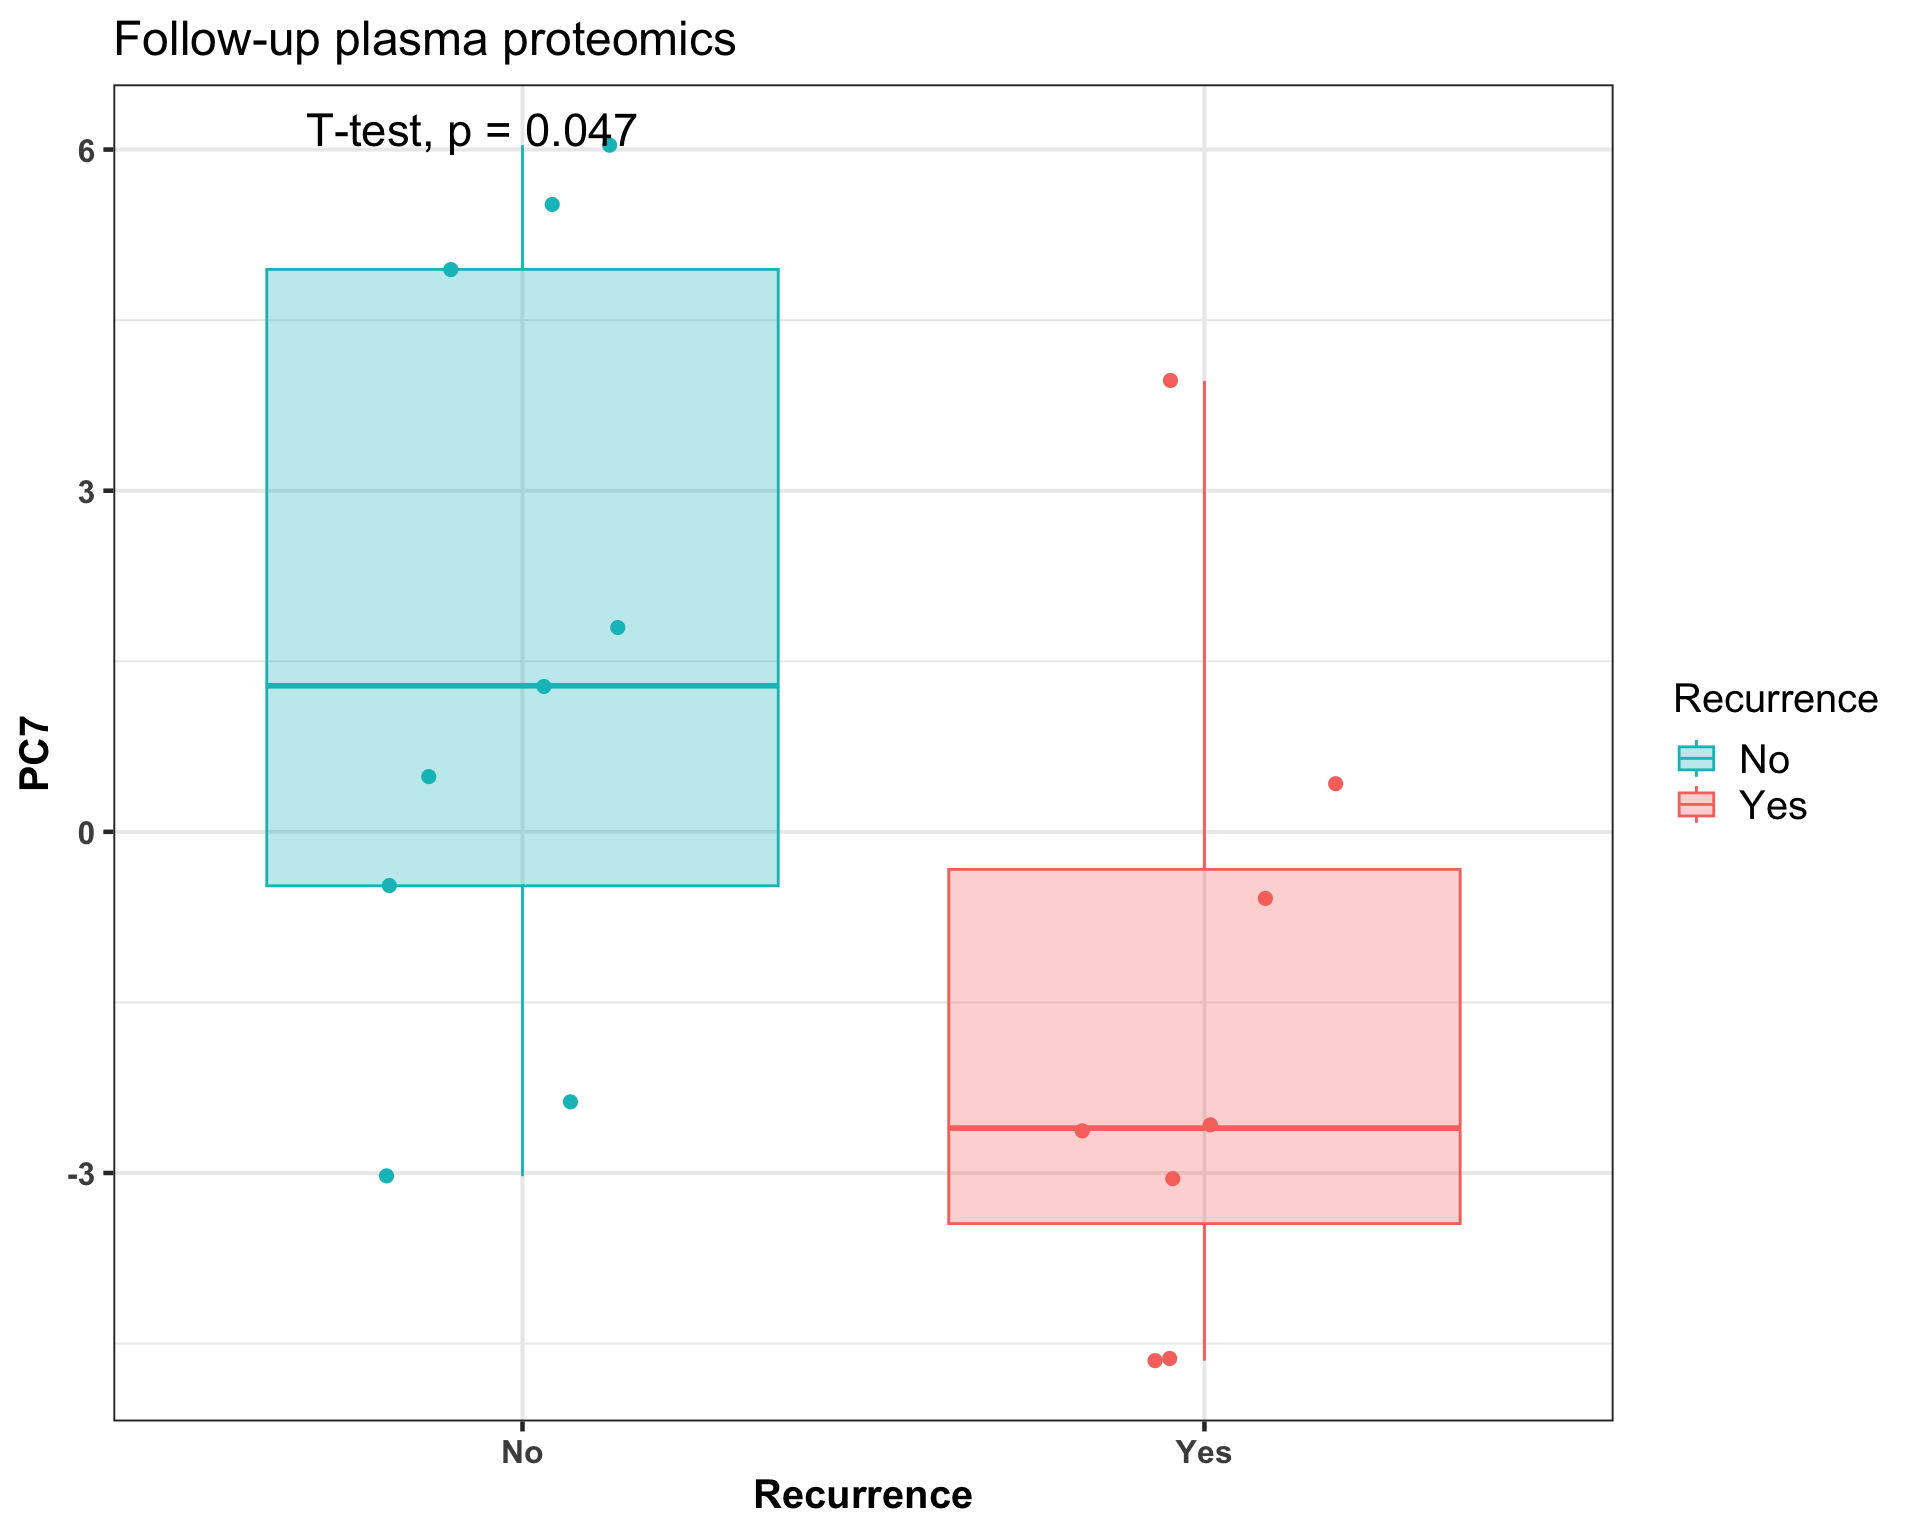 Follow-up plasma proteomics
T-test, p = 0.047
6
3
0
-3
PC7
No
Yes
Recurrence
Recurrence
No
Yes